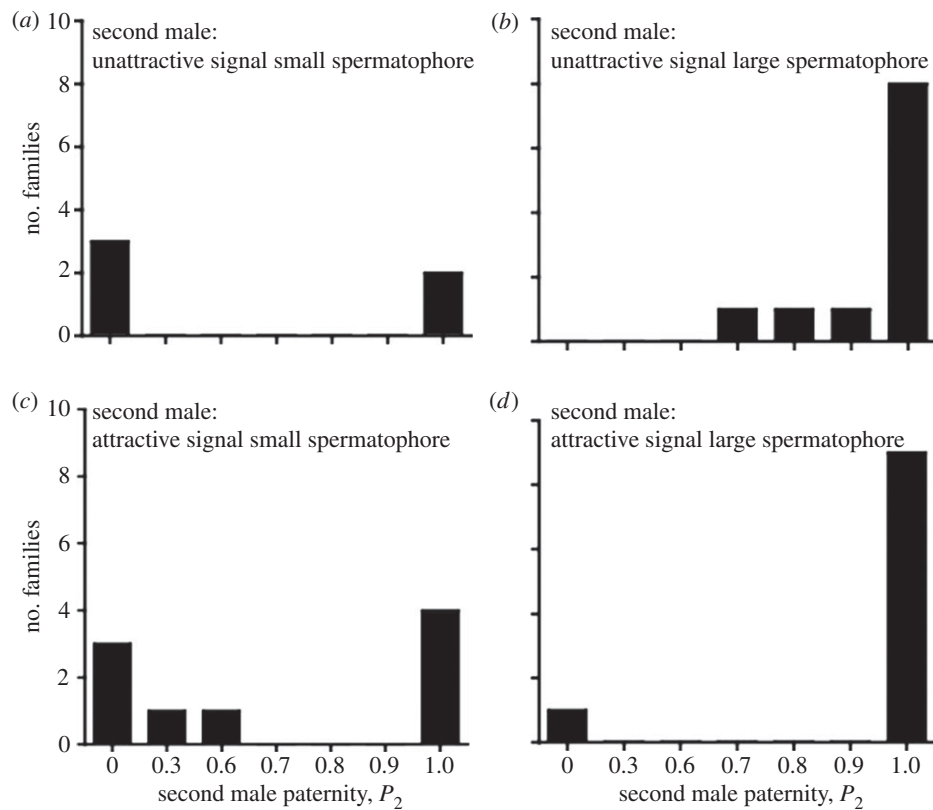 (a)
second male:
unattractive signal small spermatophore
10
8
6
4
2
0
no. families
(b)
second male:
unattractive signal large spermatophore
(c)
second male:
attractive signal small spermatophore
10
8
6
4
2
0
no. families
0 0.3 0.6 0.7 0.8 0.9 1.0
second male paternity, P2
(d)
second male:
attractive signal large spermatophore
0 0.3 0.6 0.7 0.8 0.9 1.0
second male paternity, P2